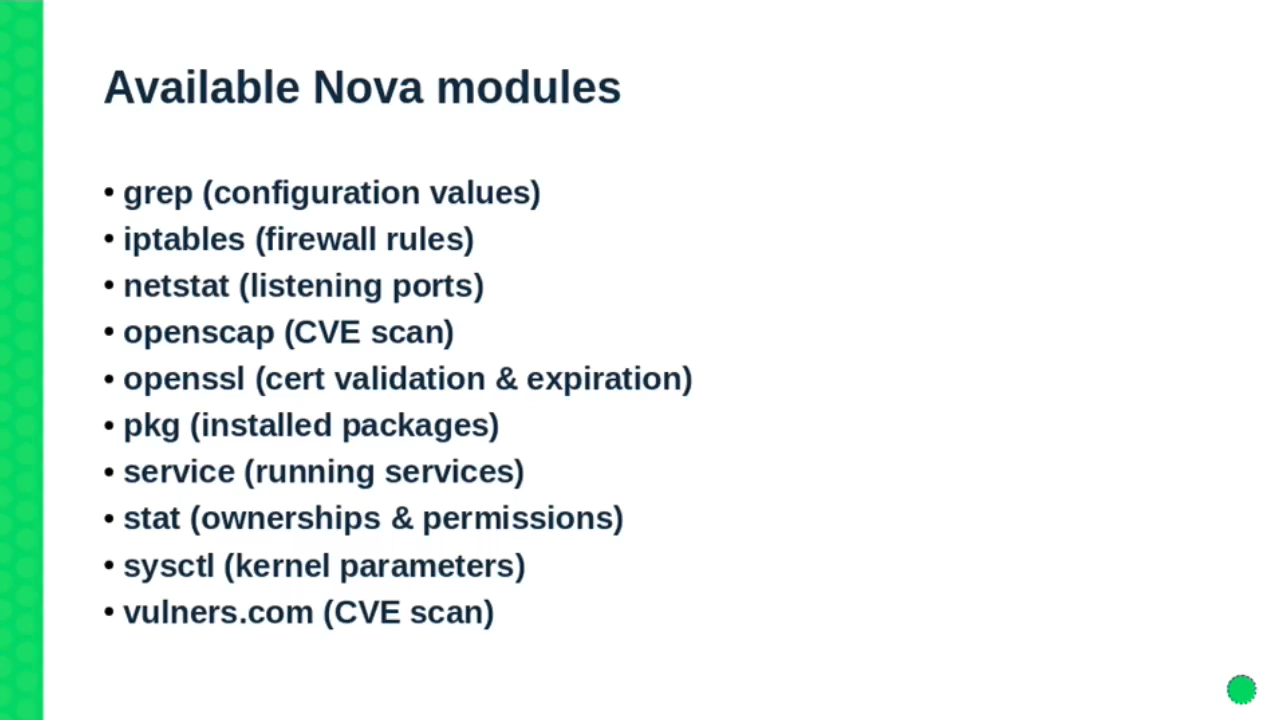 Available Nova modules
• grep (configuration values)
• iptables (firewall rules)
• netstat (listening ports)
• openscap (CVE scan)
• openssl (cert validation & expiration)
• pkg (installed packages)
• service (running services)
• stat (ownerships & permissions)
• sysctl (kernel parameters)
• vulners.com (CVE scan)